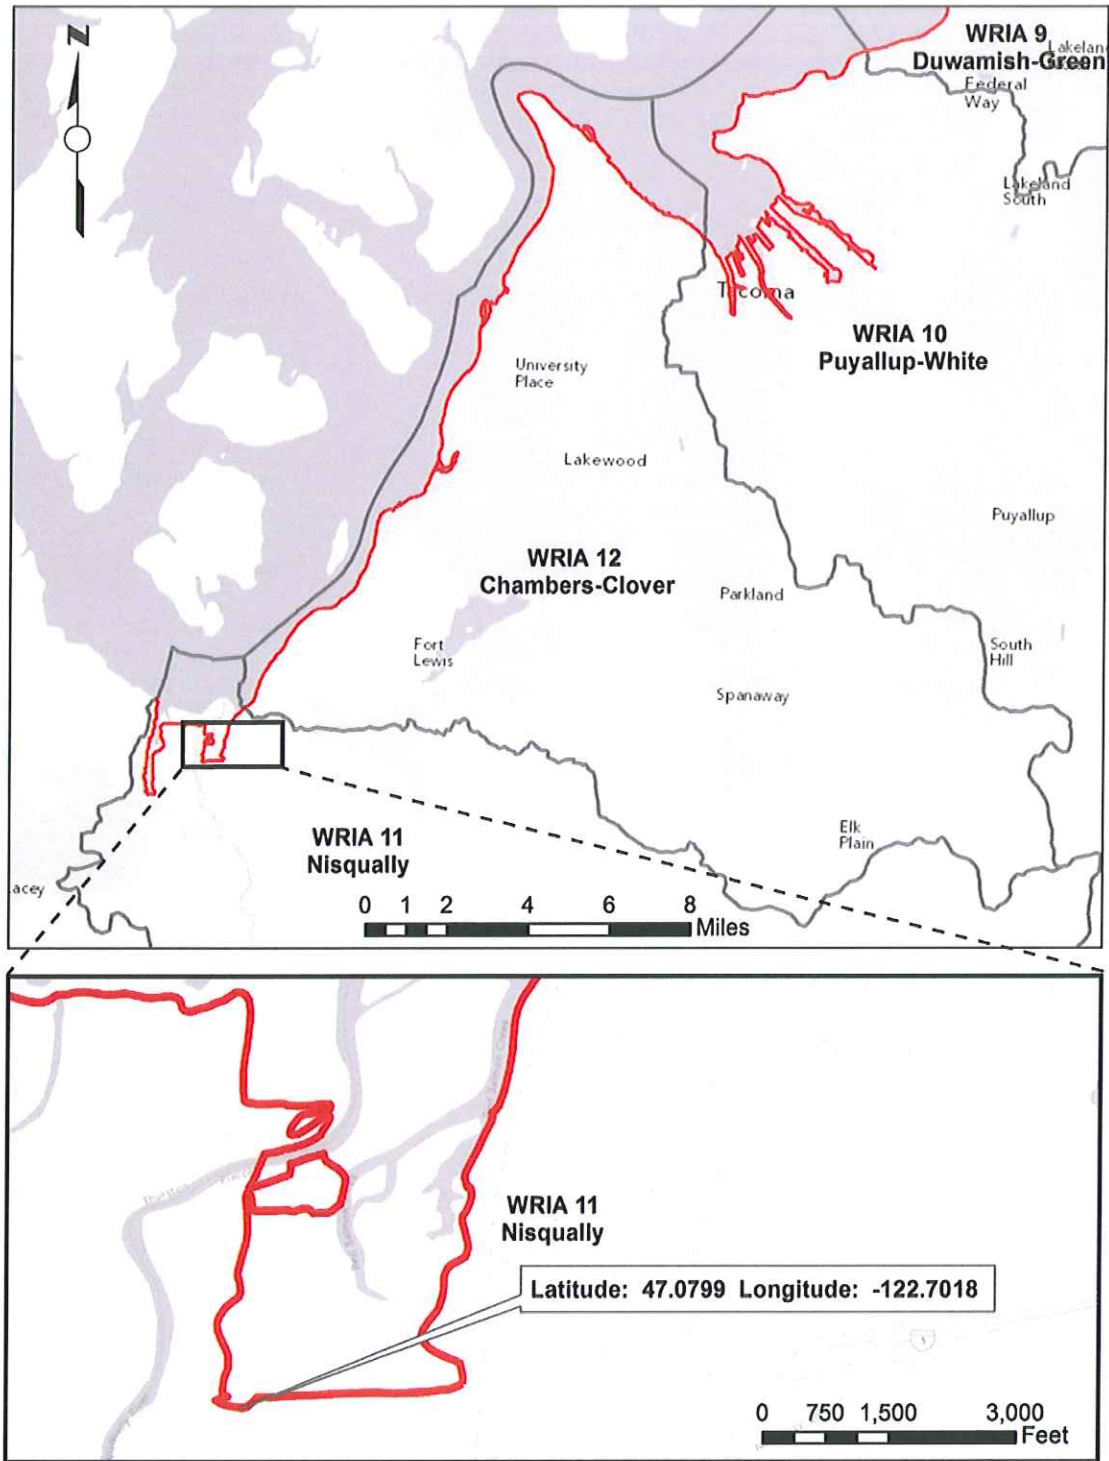 N
WRIA 9
Duwamish-Green
Lakeland
Federal
Way
Lakeland
South
Tacoma
WRIA 10
Puyallup-White
University
Place
Lakewood
Puyallup
WRIA 12
Chambers-Clover
Parkland
Fort
Lewis
South
Hill
Spanaway
Elk
Plain
WRIA 11
Nisqually
acey
0 1 2 4 6 8
Miles
WRIA 11
Nisqually
Latitude: 47.0799 Longitude: -122.7018
0 750 1,500 3,000
Feet